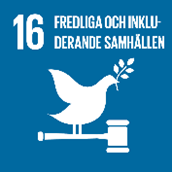 16 FREDLIGA OCH INKLU-
DERANDE SAMHÄLLEN